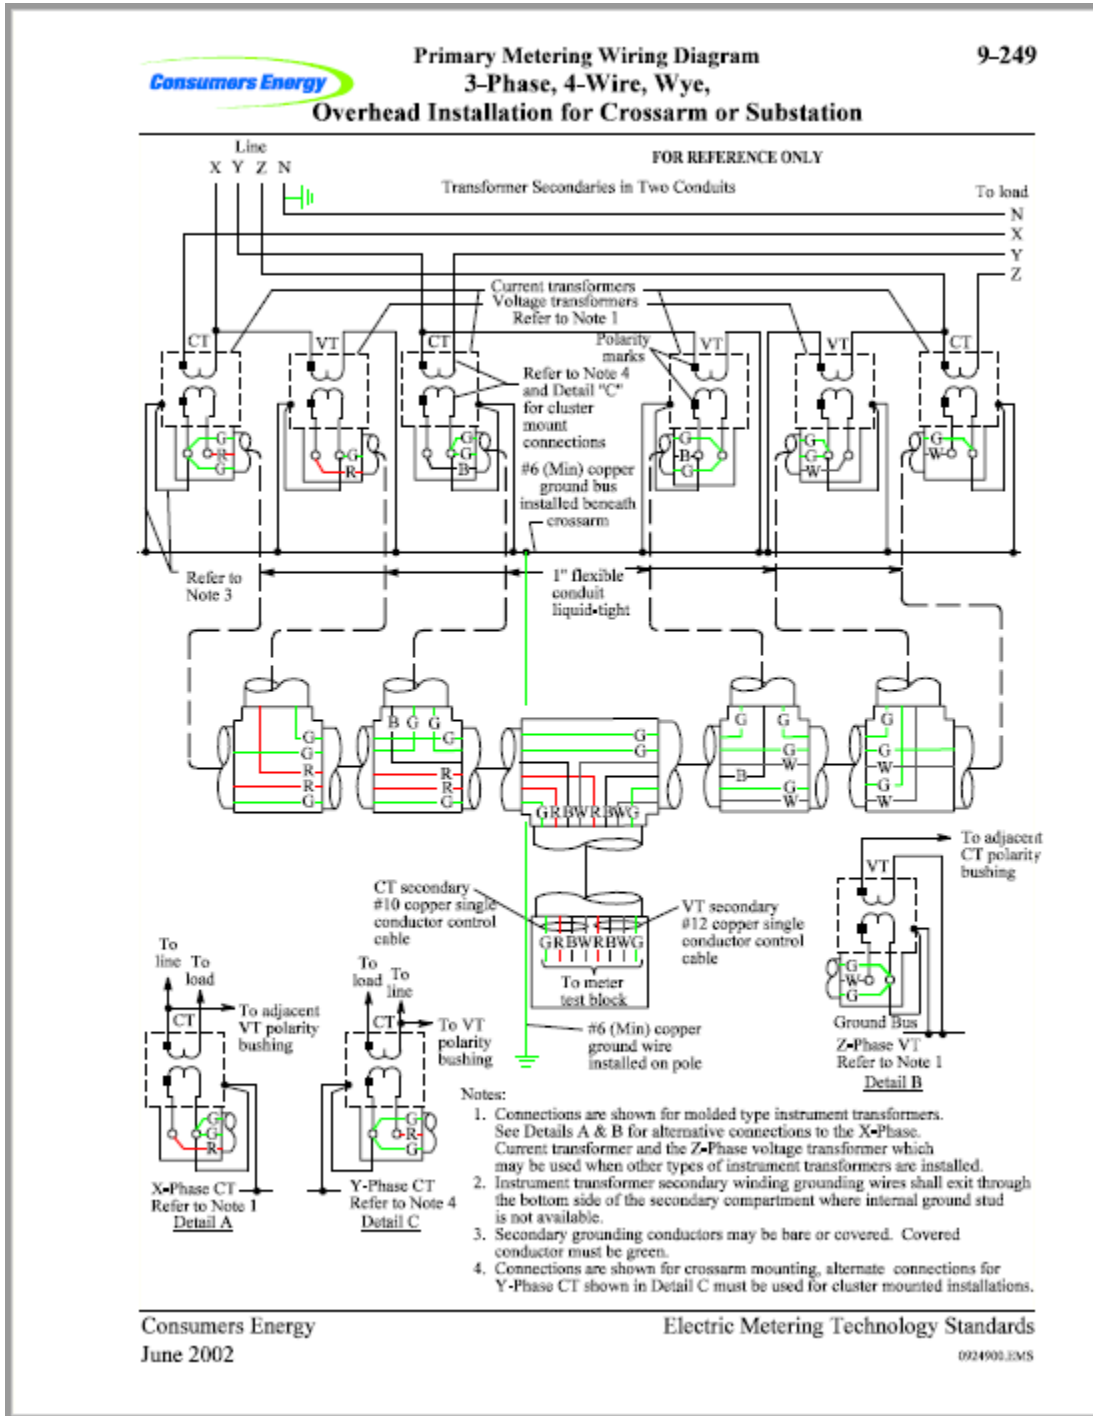 Consumers Energy
Primary Metering Wiring Diagram
3-Phase, 4-Wire, Wye,
Overhead Installation for Crossarm or Substation
9-249
Line
X Y Z N
FOR REFERENCE ONLY
Transformer Secondaries in Two Conduits
To load
N
X
Y
Z
Current transformers
Voltage transformers
Refer to Note 1
CT
VT
CT
Polarity
marks
VT
VT
CT
Refer to Note 4
and Detail "C"
for cluster
mount
connections
G
R
G
G
R
G
G
B
G
B
G
G
G
W
G
W
#6 (Min) copper
ground bus
installed beneath
crossarm
Refer to
Note 3
1" flexible
conduit
liquid-tight
G
G
R
R
G
B G G
G
R
R
G
G
G
GRBWRBWG
G G
G
W
B
G
W
G
G
W
G
W
CT secondary
#10 copper single
conductor control
cable
VT secondary
#12 copper single
conductor control
cable
GRBWRBWG
To meter
test block
#6 (Min) copper
ground wire
installed on pole
To adjacent
CT polarity
bushing
VT
G
W
G
Ground Bus
Z-Phase VT
Refer to Note 1
Detail B
To
line
To
load
To adjacent
VT polarity
bushing
CT
G
G
R
X-Phase CT
Refer to Note 1
Detail A
To
load
To
line
To VT
polarity
bushing
CT
G
R
G
Y-Phase CT
Refer to Note 4
Detail C
Notes:
1. Connections are shown for molded type instrument transformers.
See Details A & B for alternative connections to the X-Phase.
Current transformer and the Z-Phase voltage transformer which
may be used when other types of instrument transformers are installed.
2. Instrument transformer secondary winding grounding wires shall exit through
the bottom side of the secondary compartment where internal ground stud
is not available.
3. Secondary grounding conductors may be bare or covered. Covered
conductor must be green.
4. Connections are shown for crossarm mounting, alternate connections for
Y-Phase CT shown in Detail C must be used for cluster mounted installations.
Consumers Energy
June 2002
Electric Metering Technology Standards
0924900.EMS